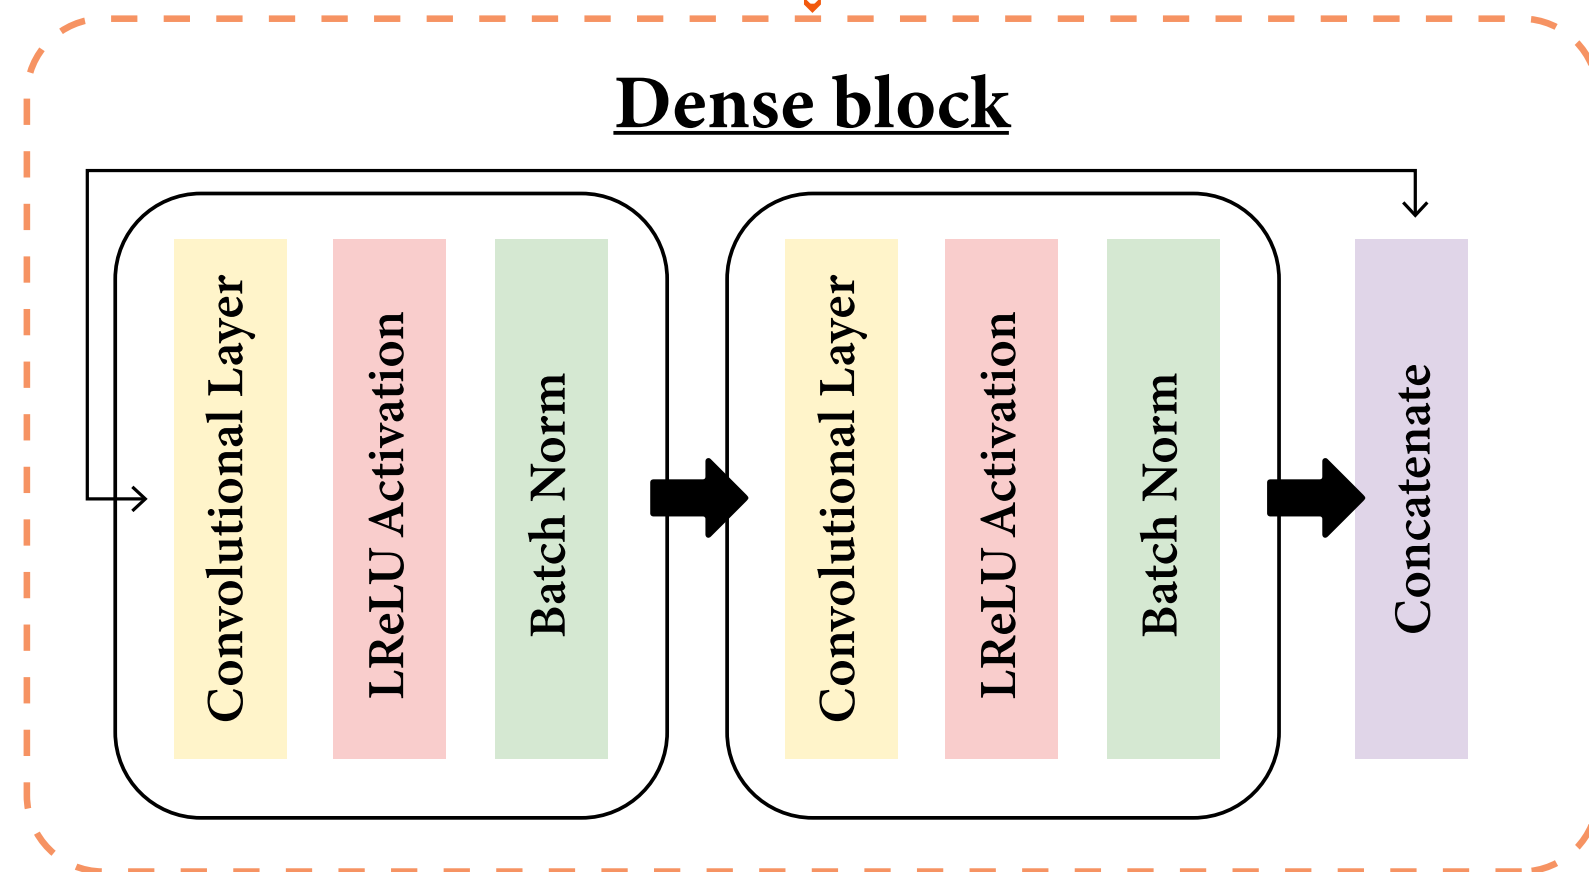 Dense block
Convolutional Layer
LReLU Activation
Batch Norm
Convolutional Layer
LReLU Activation
Batch Norm
Concatenate